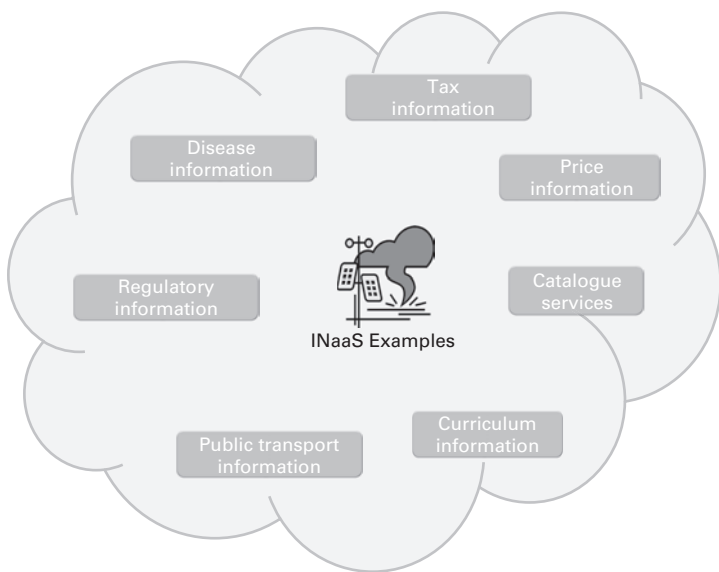 Tax
information
Disease
information
Price
information
Regulatory
information
Catalogue
services
INaaS Examples
Curriculum
information
Public transport
information